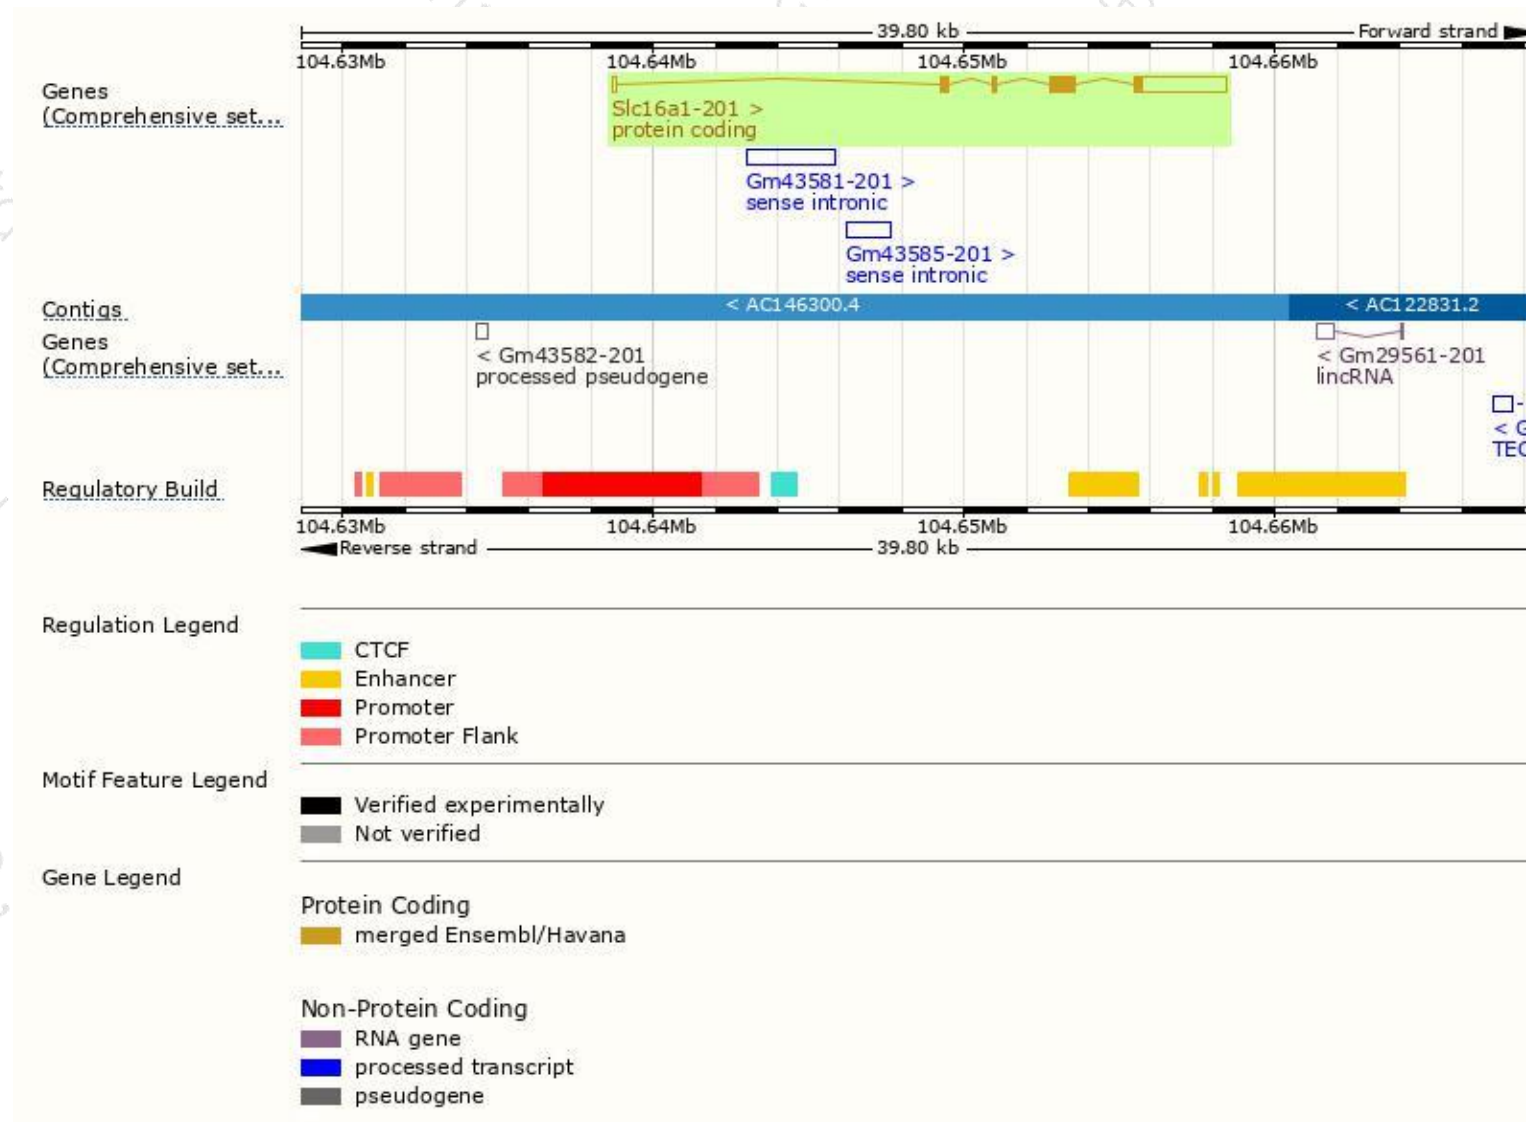 39.80 kb
Forward strand
104.63Mb 104.64Mb 104.65Mb 104.66Mb
Genes
(Comprehensive set...
Slc16a1-201 >
protein coding
Gm43581-201 >
sense intronic
Gm43585-201 >
sense intronic
Contigs
< AC146300.4
< AC122831.2
Genes
(Comprehensive set...
< Gm43582-201
processed pseudogene
< Gm29561-201
lincRNA
< G
TEC
Regulatory Build
104.63Mb 104.64Mb 104.65Mb 104.66Mb
Reverse strand
39.80 kb
Regulation Legend
CTCF
Enhancer
Promoter
Promoter Flank
Motif Feature Legend
Verified experimentally
Not verified
Gene Legend
Protein Coding
merged Ensembl/Havana
Non-Protein Coding
RNA gene
processed transcript
pseudogene